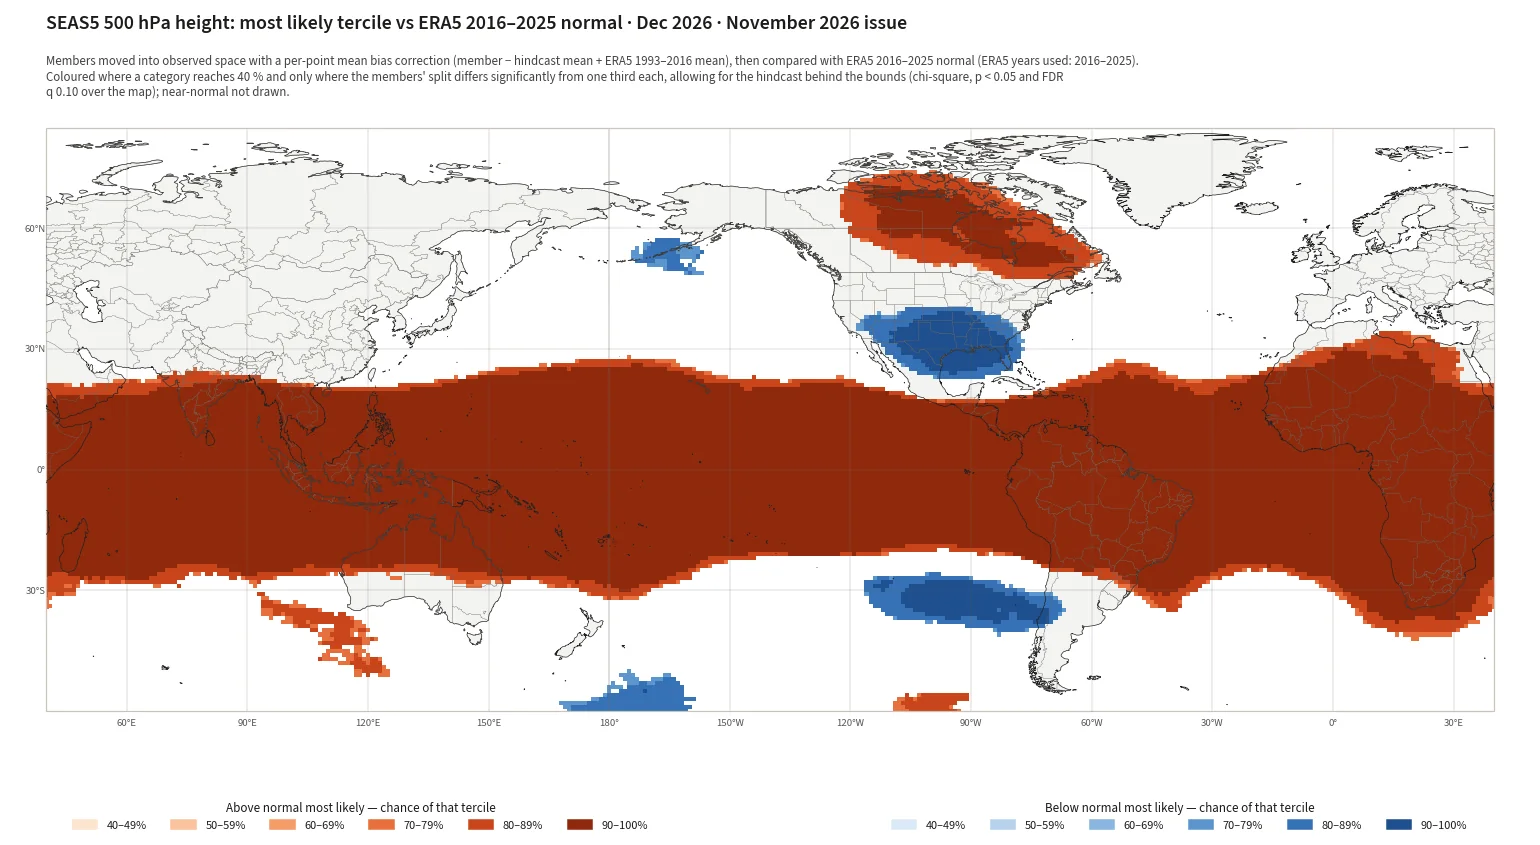 SEAS5 500 hPa height: most likely tercile vs ERA5 2016–2025 normal · Dec 2026 · November 2026 issue
Members moved into observed space with a per-point mean bias correction (member − hindcast mean + ERA5 1993–2016 mean), then compared with ERA5 2016–2025 normal (ERA5 years used: 2016–2025).
Coloured where a category reaches 40 % and only where the members' split differs significantly from one third each, allowing for the hindcast behind the bounds (chi-square, p < 0.05 and FDR
q 0.10 over the map); near-normal not drawn.
60°N
30°N
0°
30°S
60°E 90°E 120°E 150°E 180° 150°W 120°W 90°W 60°W 30°W 0° 30°E
Above normal most likely — chance of that tercile
40–49% 50–59% 60–69% 70–79% 80–89% 90–100%
Below normal most likely — chance of that tercile
40–49% 50–59% 60–69% 70–79% 80–89% 90–100%